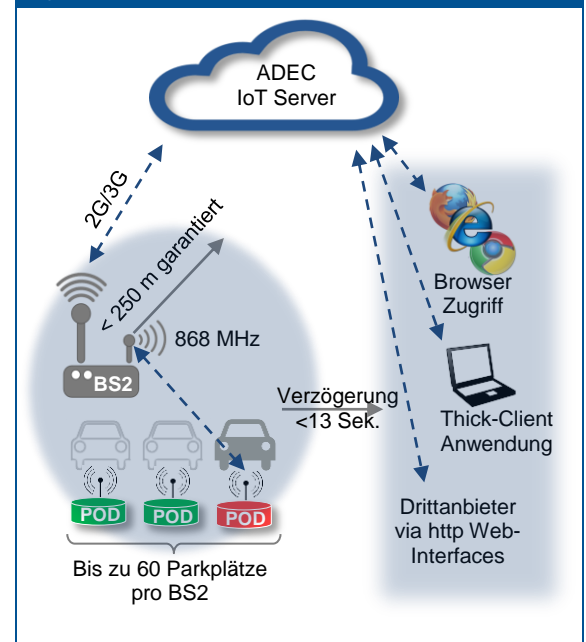 ADEC
IoT Server
2G/3G
< 250 m garantiert
868 MHz
BS2
Browser
Zugriff
Verzögerung
<13 Sek.
Thick-Client
Anwendung
POD
POD
POD
Drittanbieter
via http Web-
Interfaces
Bis zu 60 Parkplätze
pro BS2